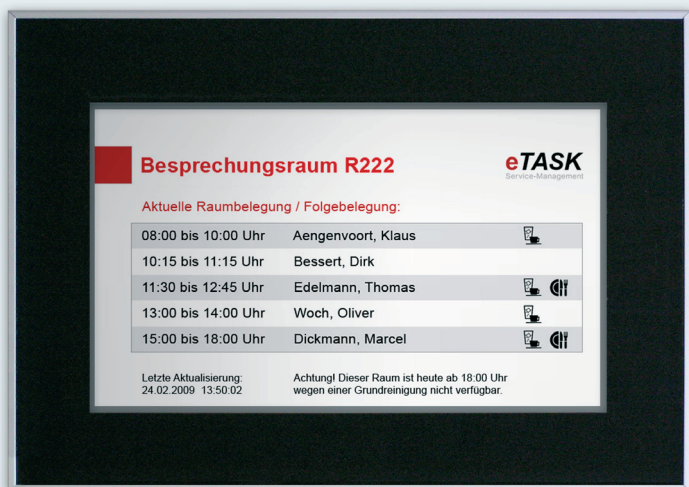 Besprechungsraum R222
eTASK
Service-Management
Aktuelle Raumbelegung / Folgebelegung:
08:00 bis 10:00 Uhr Aengenvoort, Klaus
10:15 bis 11:15 Uhr Bessert, Dirk
11:30 bis 12:45 Uhr Edelmann, Thomas
13:00 bis 14:00 Uhr Woch, Oliver
15:00 bis 18:00 Uhr Dickmann, Marcel
Letzte Aktualisierung:
24.02.2009 13:50:02
Achtung! Dieser Raum ist heute ab 18:00 Uhr
wegen einer Grundreinigung nicht verfügbar.